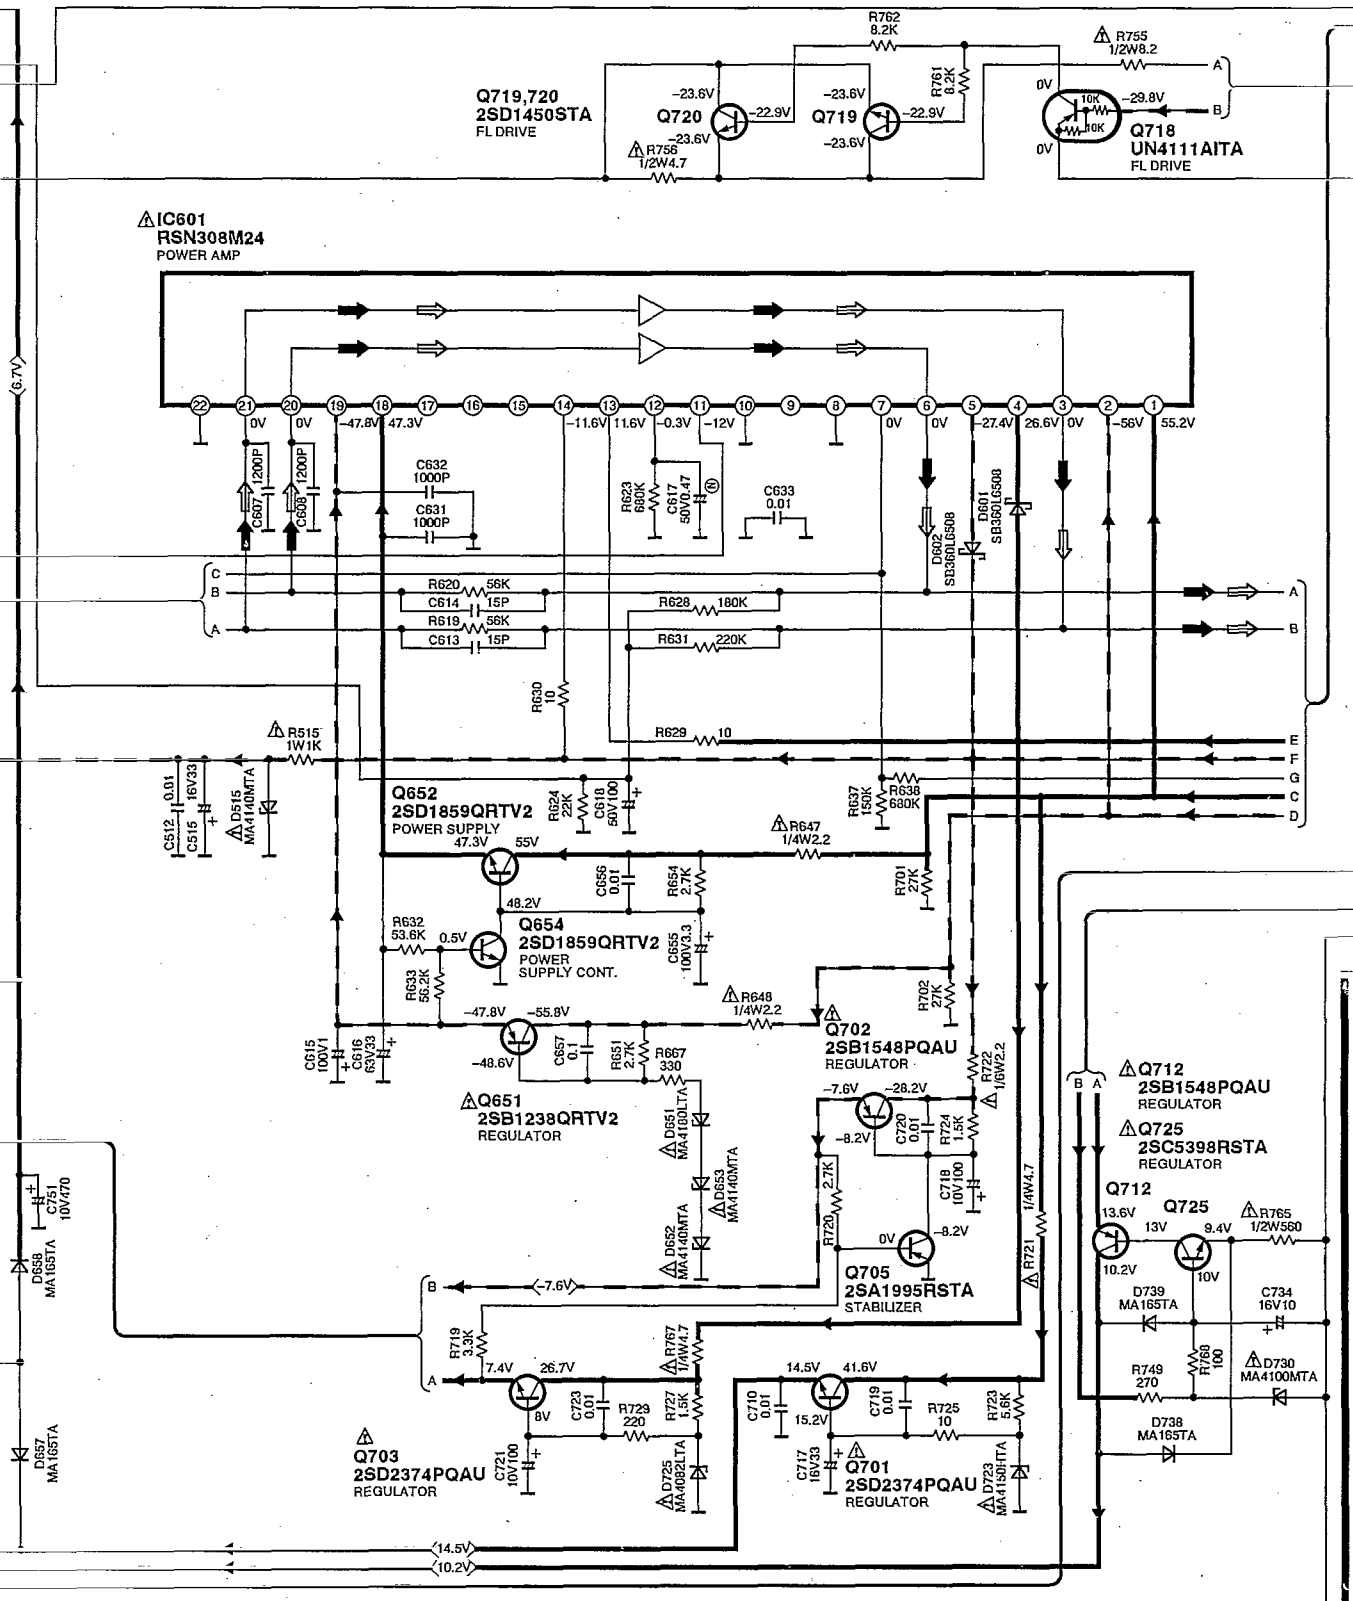 R762
8.2K
R755
1/2W8.2
A
R761
8.2K
Q719,720
2SD1450STA
FL DRIVE
-23.6V
Q720
-22.9V
-23.6V
-23.6V
Q719
-22.9V
-23.6V
0V
10K
10K
-29.8V
B
0V
Q718
UN4111AITA
FL DRIVE
R756
1/2W4.7
IC601
RSN308M24
POWER AMP
6.7V
22 21 20 19 18 17 16 15 14 13 12 11 10 9 8 7 6 5 4 3 2 1
0V 0V -47.8V 47.3V -11.6V 11.6V -0.3V -12V 0V 0V -27.4V 26.6V 0V -56V 55.2V
C607 1200P
C608 1200P
C632
1000P
C631
1000P
R623
680K
C617
50V0.47
N
C633
0.01
D602
SB360L6508
D601
SB360L6508
C
B
A
R620 56K
C614 15P
R619 56K
C613 15P
R628 180K
R631 220K
A
B
R630
10
R629 10
E
F
G
C
D
R515
1W1K
C512 0.01
C515 16V33
D515
MA4140MTA
Q652
2SD1859QRTV2
POWER SUPPLY
R624
22K
C618
50V100
R637
150K
R638
680K
47.3V 55V
R647
1/4W2.2
C656
0.01
R654
2.7K
R701
27K
48.2V
R632
53.6K
0.5V
Q654
2SD1859QRTV2
POWER
SUPPLY CONT.
C655
100V3.3
R633
56.2K
R702
27K
-47.8V -55.8V
R648
1/4W2.2
C615
100V1
C616
63V33
-48.6V
C657
0.1
R651
2.7K
R667
330
Q702
2SB1548PQAU
REGULATOR
R722
1/6W2.2
Q651
2SB1238QRTV2
REGULATOR
D651
MA4180LTA
D653
MA4140MTA
D652
MA4140MTA
-7.6V -28.2V
-8.2V
C720
0.01
R724
1.5K
C718
10V100
R720
2.7K
0V
-8.2V
Q705
2SA1995RSTA
STABILIZER
R721
1/4W4.7
B A
Q712
2SB1548PQAU
REGULATOR
Q725
2SC5398RSTA
REGULATOR
Q712
13.6V
13V
Q725
9.4V
R765
1/2W560
10.2V
10V
D739
MA165TA
C734
16V10
R768
100
R749
270
D730
MA4100MTA
D738
MA165TA
C751
10V470
D658
MA165TA
D657
MA165TA
B
-7.6V
A
R719
3.3K
7.4V 26.7V
8V
R767
1/4W4.7
C723
0.01
R729
220
R727
1.5K
Q703
2SD2374PQAU
REGULATOR
C721
10V100
D725
MA4082LTA
14.5V 41.6V
C710
0.01
15.2V
C719
0.01
R725
10
R723
5.6K
C717
16V33
Q701
2SD2374PQAU
REGULATOR
D723
MA4150HTA
14.5V
10.2V